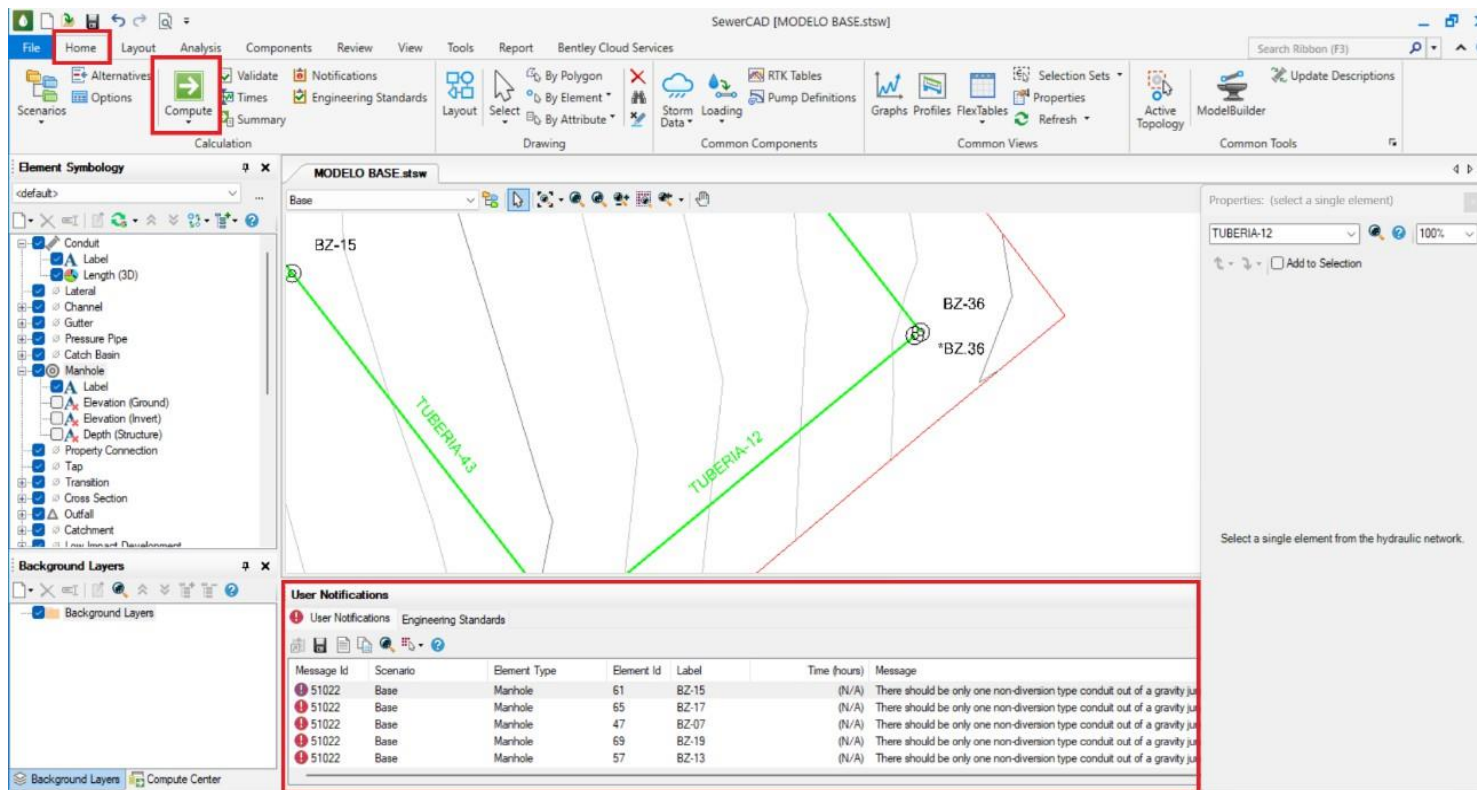 SewerCAD [MODELO BASE.stsw]
File Home Layout Analysis Components Review View Tools Report Bentley Cloud Services Search Ribbon (F3)
Scenarios
Alternatives
Options
Compute
Validate
Times
Summary
Notifications
Engineering Standards
Calculation
Layout
Select
By Polygon
By Element
By Attribute
Drawing
Storm Data
Loading
RTK Tables
Pump Definitions
Common Components
Graphs
Profiles
FlexTables
Selection Sets
Properties
Refresh
Common Views
Active Topology
ModelBuilder
Update Descriptions
Common Tools
Element Symbology
<default>
...
Conduit
Label
Length (3D)
Lateral
Channel
Gutter
Pressure Pipe
Catch Basin
Manhole
Label
Elevation (Ground)
Elevation (Invert)
Depth (Structure)
Property Connection
Tap
Transition
Cross Section
Outfall
Catchment
Low Impact Development
Background Layers
Background Layers
Background Layers Compute Center
MODELO BASE.stsw
Base
BZ-15
BZ-36
*BZ.36
TUBERIA-43
TUBERIA-12
Properties: (select a single element)
TUBERIA-12 100%
Add to Selection
Select a single element from the hydraulic network.
User Notifications
User Notifications Engineering Standards
Message Id Scenario Element Type Element Id Label Time (hours) Message
51022 Base Manhole 61 BZ-15 (N/A) There should be only one non-diversion type conduit out of a gravity ju
51022 Base Manhole 65 BZ-17 (N/A) There should be only one non-diversion type conduit out of a gravity ju
51022 Base Manhole 47 BZ-07 (N/A) There should be only one non-diversion type conduit out of a gravity ju
51022 Base Manhole 69 BZ-19 (N/A) There should be only one non-diversion type conduit out of a gravity ju
51022 Base Manhole 57 BZ-13 (N/A) There should be only one non-diversion type conduit out of a gravity ju